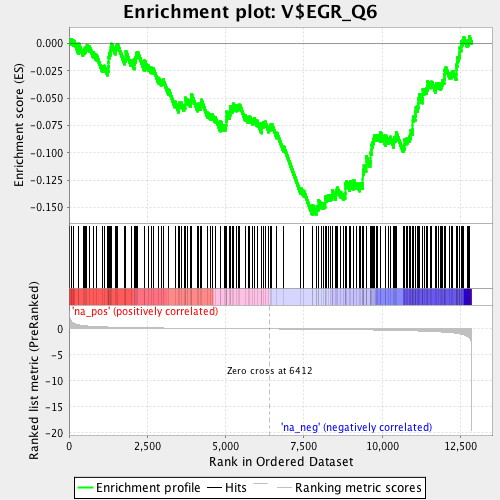 Enrichment plot: V$EGR_Q6
Enrichment score (ES)
0.000
-0.025
-0.050
-0.075
-0.100
-0.125
-0.150
'na_pos' (positively correlated)
Ranked list metric (PreRanked)
0
-5
-10
-15
-20
Zero cross at 6412
'na_neg' (negatively correlated)
0
2,500
5,000
7,500
10,000
12,500
Rank in Ordered Dataset
Enrichment profile
Hits
Ranking metric scores